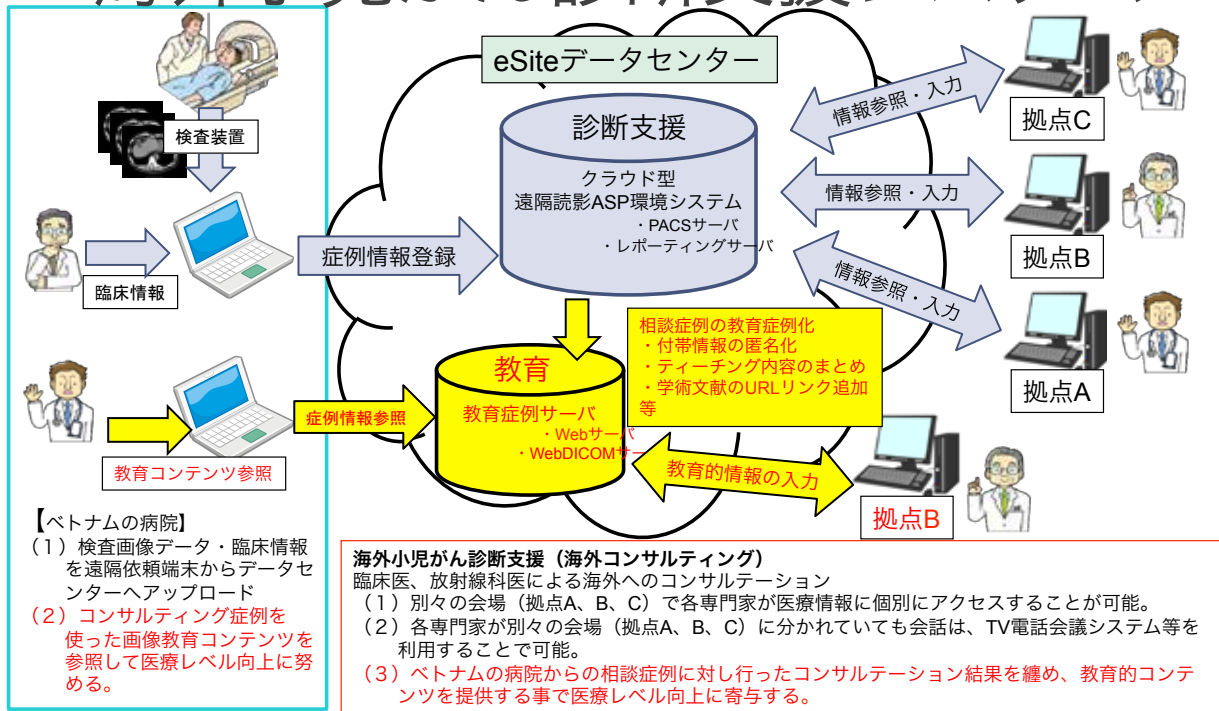 eSiteデータセンター
検査装置
臨床情報
症例情報登録
診断支援
クラウド型
遠隔読影ASP環境システム
・PACSサーバ
・レポーティングサーバ
情報参照・入力
拠点C
情報参照・入力
拠点B
情報参照・入力
拠点A
相談症例の教育症例化
・付帯情報の匿名化
・ティーチング内容のまとめ
・学術文献のURLリンク追加
等
教育
教育症例サーバ
・Webサーバ
・WebDICOMサー
症例情報参照
教育コンテンツ参照
教育的情報の入力
拠点B
【ベトナムの病院】
（1）検査画像データ・臨床情報
を遠隔依頼端末からデータセ
ンターへアップロード
（2）コンサルティング症例を
使った画像教育コンテンツを
参照して医療レベル向上に努
める。
海外小児がん診断支援（海外コンサルティング）
臨床医、放射線科医による海外へのコンサルテーション
（1）別々の会場（拠点A、B、C）で各専門家が医療情報に個別にアクセスすることが可能。
（2）各専門家が別々の会場（拠点A、B、C）に分かれていても会話は、TV電話会議システム等を
利用することで可能。
（3）ベトナムの病院からの相談症例に対し行ったコンサルテーション結果を纏め、教育的コンテ
ンツを提供する事で医療レベル向上に寄与する。